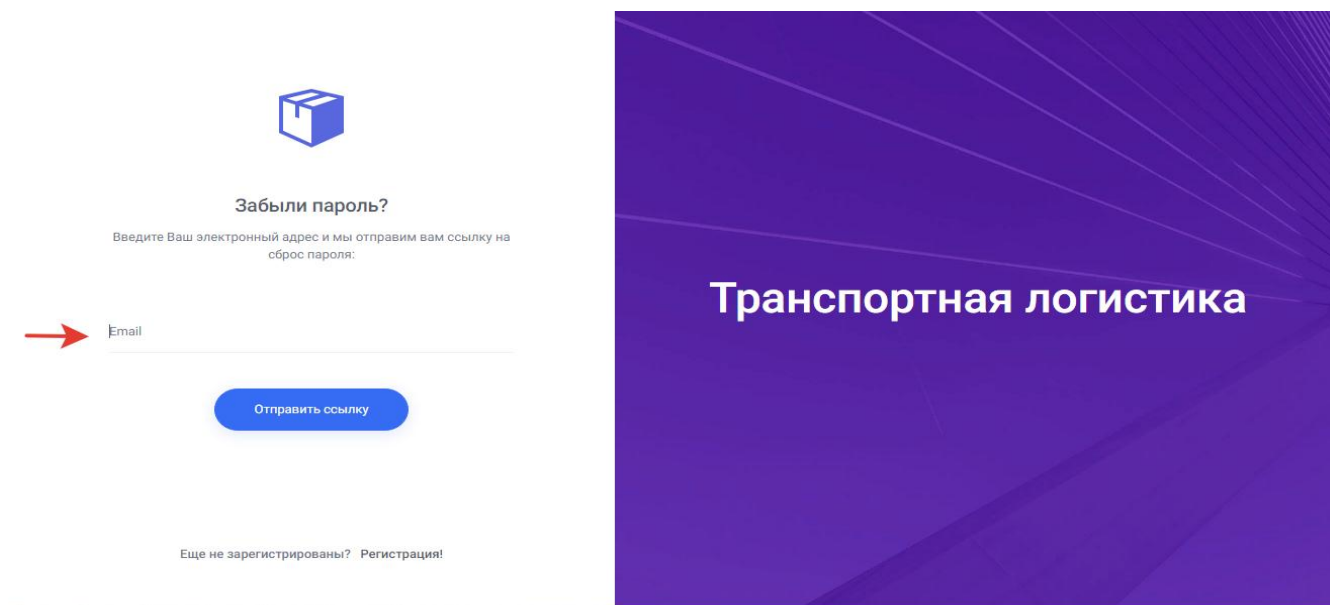 Забыли пароль?
Введите Ваш электронный адрес и мы отправим вам ссылку на
сброс пароля:
Email
Отправить ссылку
Еще не зарегистрированы? Регистрация!
Транспортная логистика